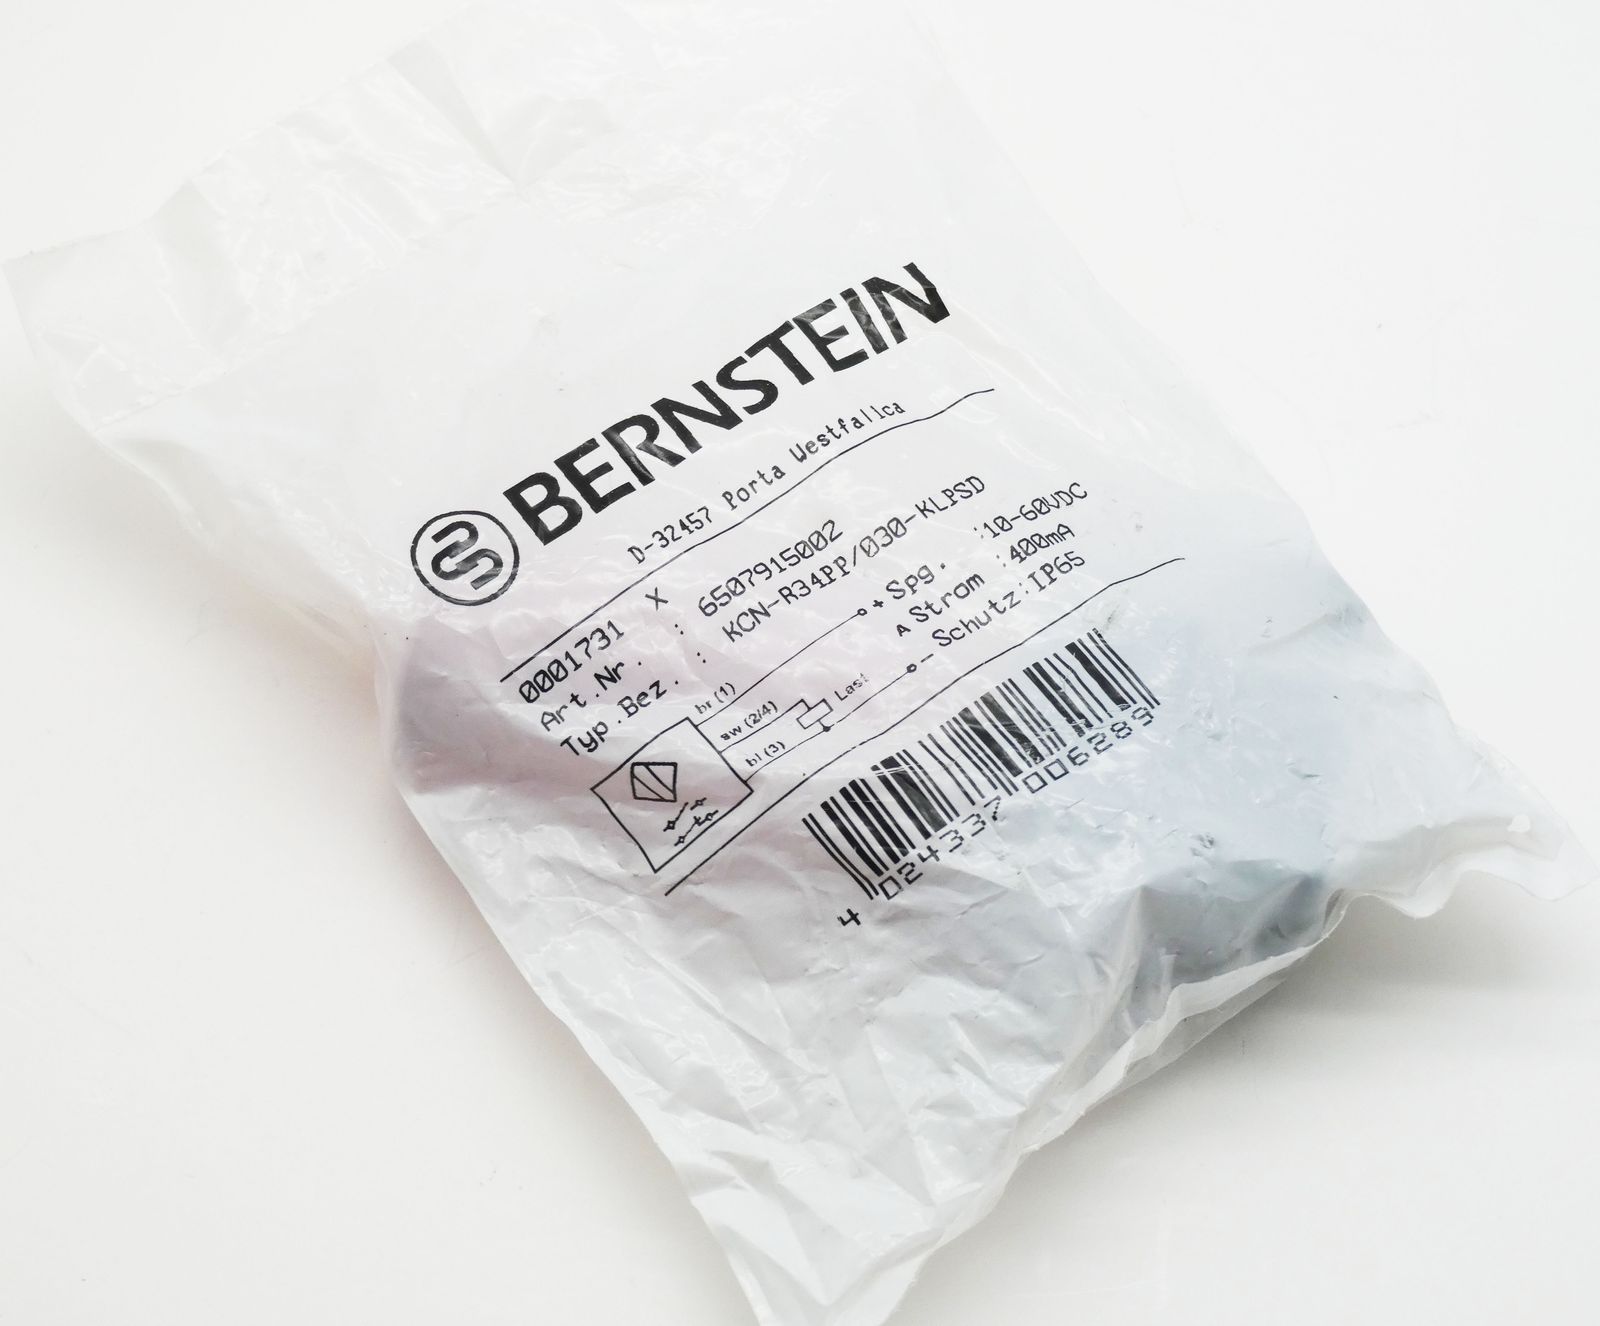 BERNSTEIN
D-32457 Porta Westfalica
0001731 X
Art.Nr. : 6507915002
Typ.Bez. : KCN-R34PP/030-KLPSD
br (1) + Spg. :10-60VDC
sw (2/4) Last A Strom :400mA
bl (3) - Schutz:IP65
4 024337 006289